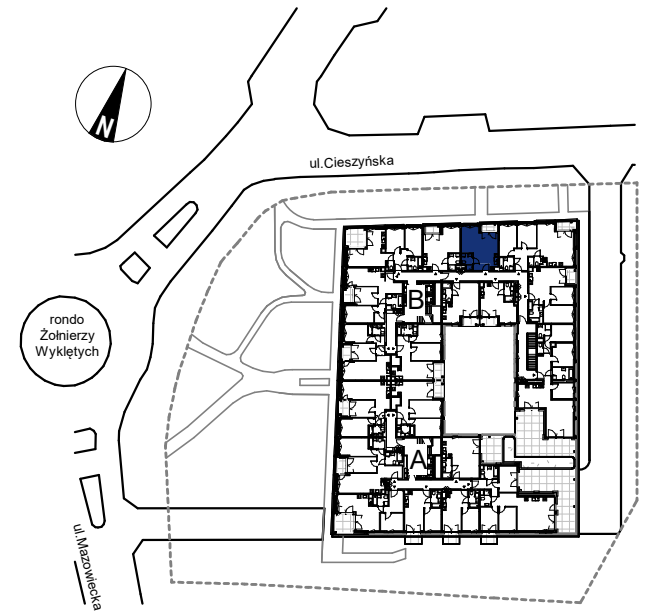 N
ul.Cieszyńska
B
rondo
Żołnierzy
Wyklętych
A
ul.Mazowiecka